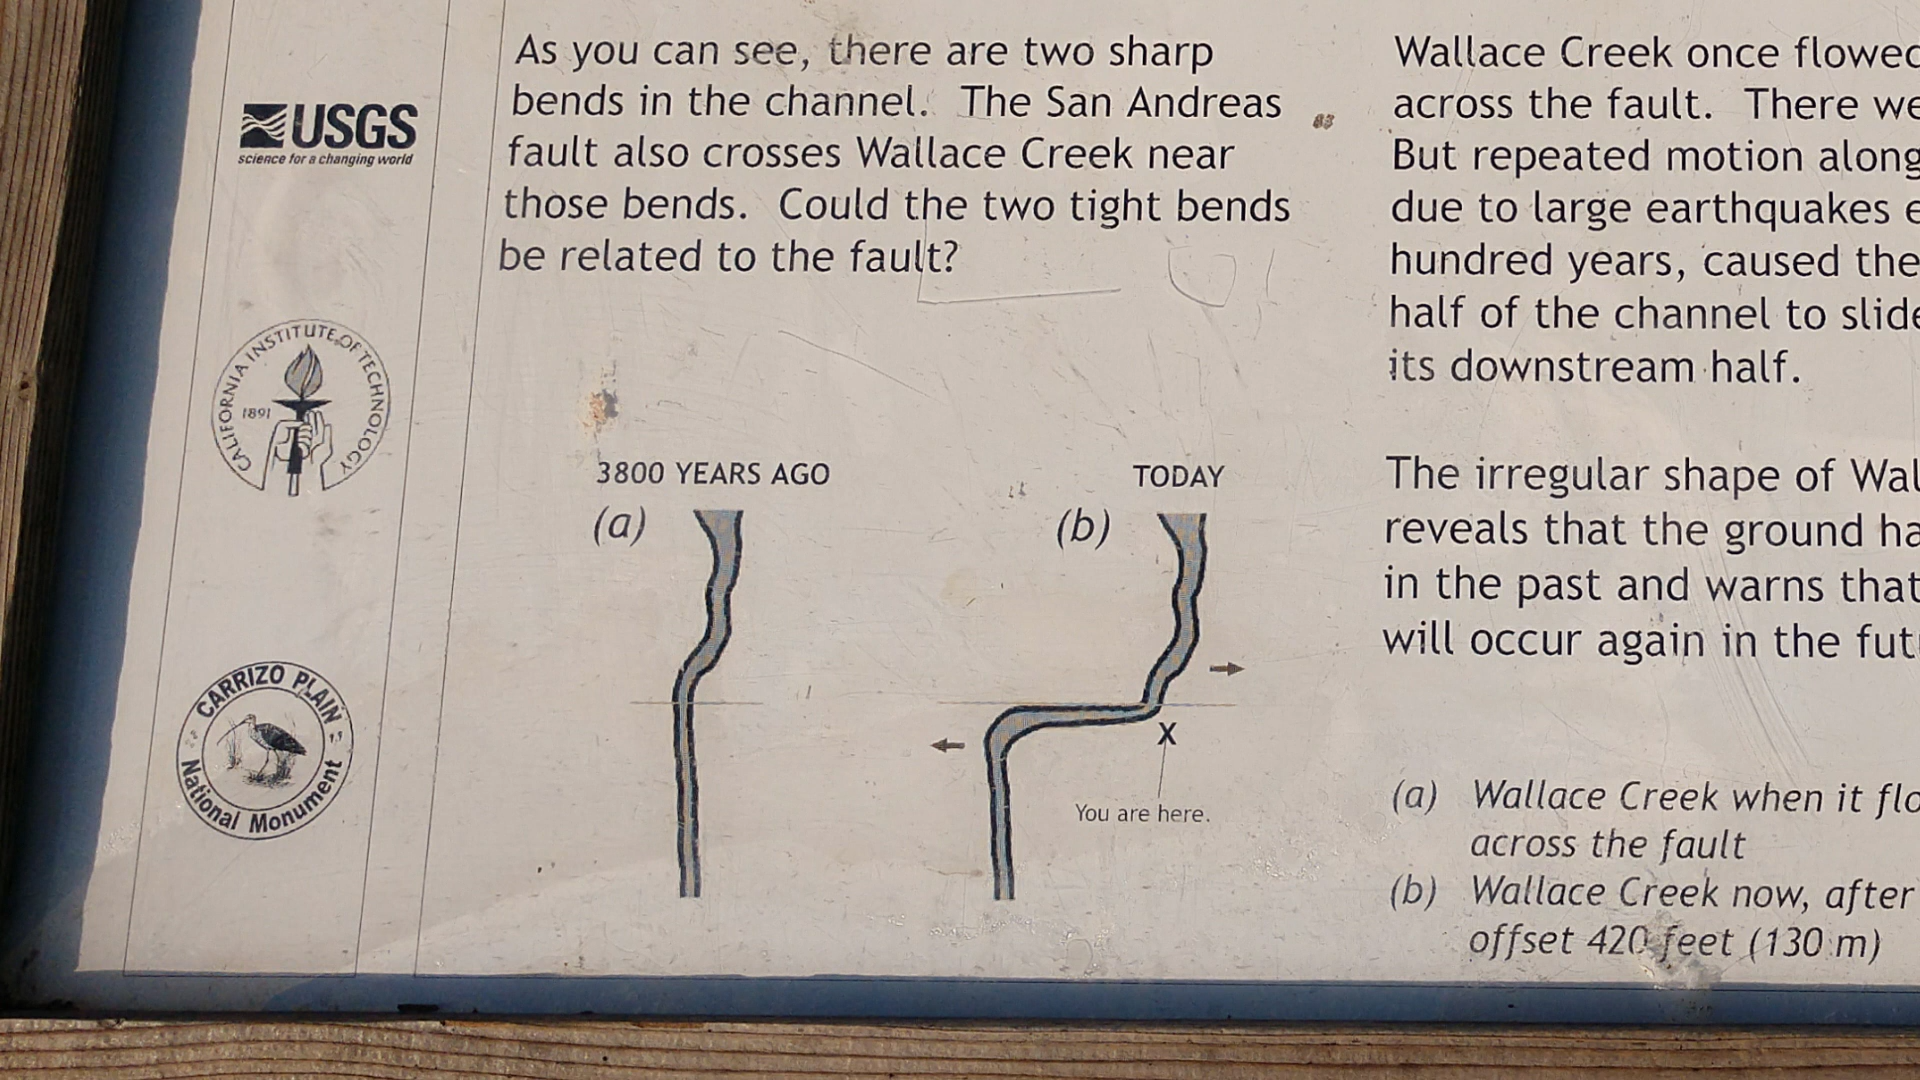 USGS
science for a changing world
CALIFORNIA INSTITUTE OF TECHNOLOGY
1891
CARRIZO PLAIN
National Monument
As you can see, there are two sharp
bends in the channel. The San Andreas
fault also crosses Wallace Creek near
those bends. Could the two tight bends
be related to the fault?
3800 YEARS AGO
(a)
TODAY
(b)
X
You are here.
Wallace Creek once flowed
across the fault. There we
But repeated motion along
due to large earthquakes e
hundred years, caused the
half of the channel to slide
its downstream half.
The irregular shape of Wal
reveals that the ground ha
in the past and warns that
will occur again in the fut
(a) Wallace Creek when it flo
across the fault
(b) Wallace Creek now, after
offset 420 feet (130 m)